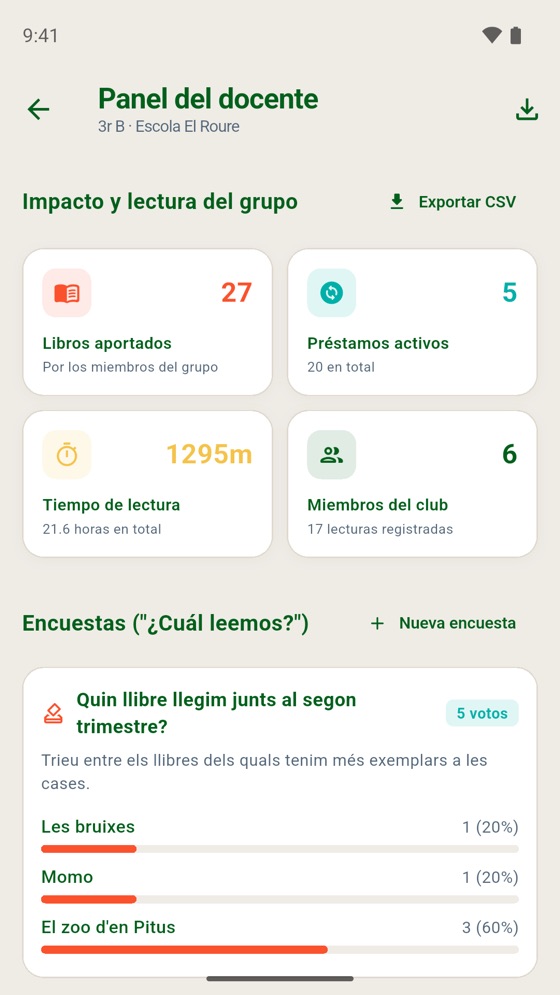 9:41
Panel del docente
3r B · Escola El Roure
Impacto y lectura del grupo
Exportar CSV
27
Libros aportados
Por los miembros del grupo
5
Préstamos activos
20 en total
1295m
Tiempo de lectura
21.6 horas en total
6
Miembros del club
17 lecturas registradas
Encuestas ("¿Cuál leemos?")
Nueva encuesta
Quin llibre llegim junts al segon
trimestre?
5 votos
Trieu entre els llibres dels quals tenim més exemplars a les
cases.
Les bruixes
1 (20%)
Momo
1 (20%)
El zoo d'en Pitus
3 (60%)